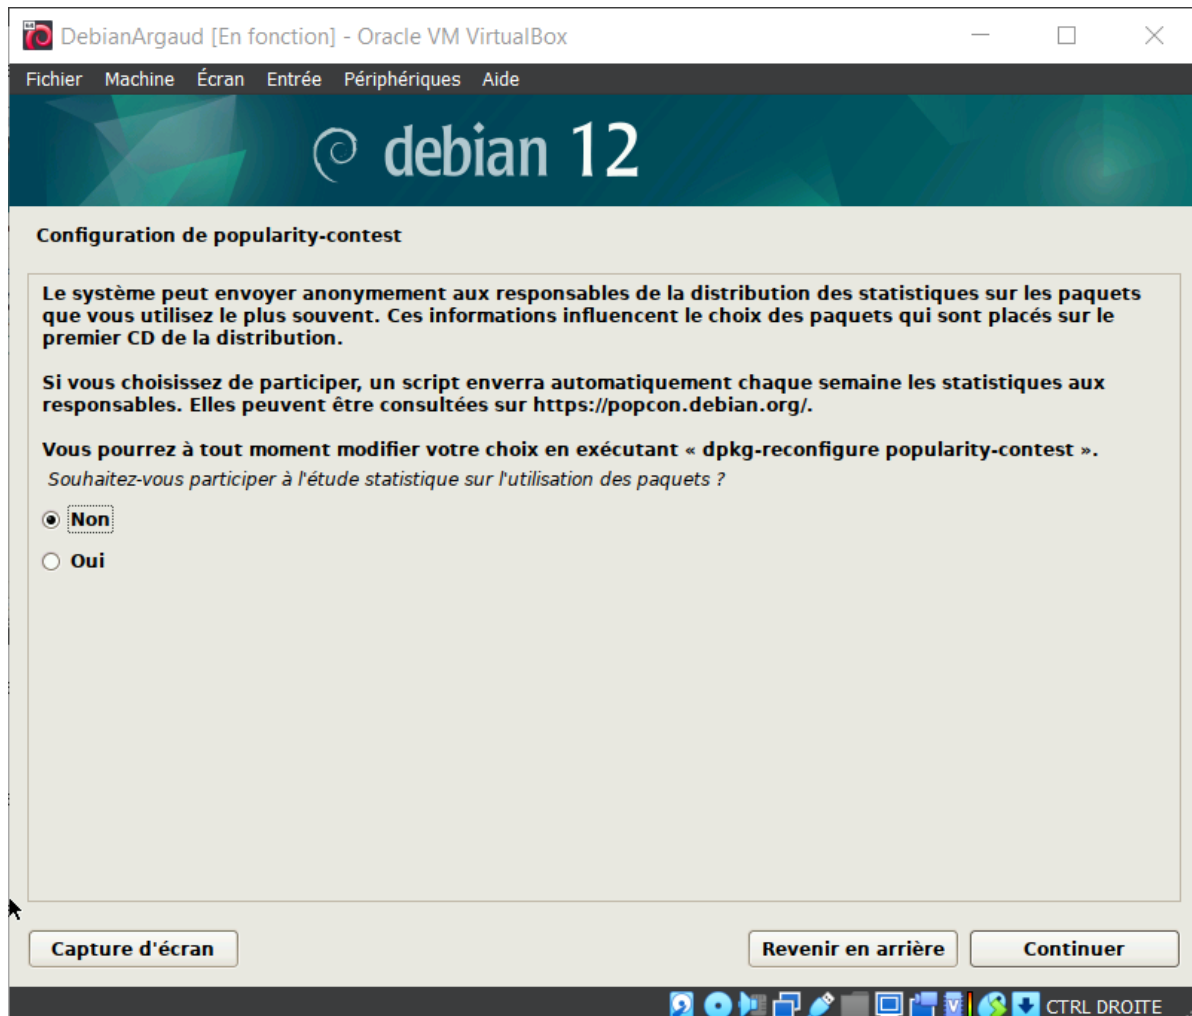 DebianArgaud [En fonction] - Oracle VM VirtualBox
Fichier Machine Écran Entrée Périphériques Aide
debian 12
Configuration de popularity-contest
Le système peut envoyer anonymement aux responsables de la distribution des statistiques sur les paquets
que vous utilisez le plus souvent. Ces informations influencent le choix des paquets qui sont placés sur le
premier CD de la distribution.
Si vous choisissez de participer, un script enverra automatiquement chaque semaine les statistiques aux
responsables. Elles peuvent être consultées sur https://popcon.debian.org/.
Vous pourrez à tout moment modifier votre choix en exécutant « dpkg-reconfigure popularity-contest ».
Souhaitez-vous participer à l'étude statistique sur l'utilisation des paquets ?
Non
Oui
Capture d'écran Revenir en arrière Continuer
CTRL DROITE